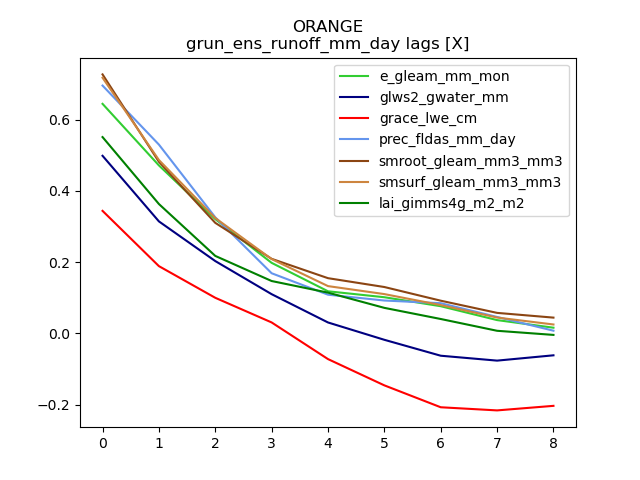 ORANGE
grun_ens_runoff_mm_day lags [X]
e_gleam_mm_mon
glws2_gwater_mm
grace_lwe_cm
prec_fldas_mm_day
smroot_gleam_mm3_mm3
smsurf_gleam_mm3_mm3
lai_gimms4g_m2_m2
0.6
0.4
0.2
0.0
−0.2
0 1 2 3 4 5 6 7 8